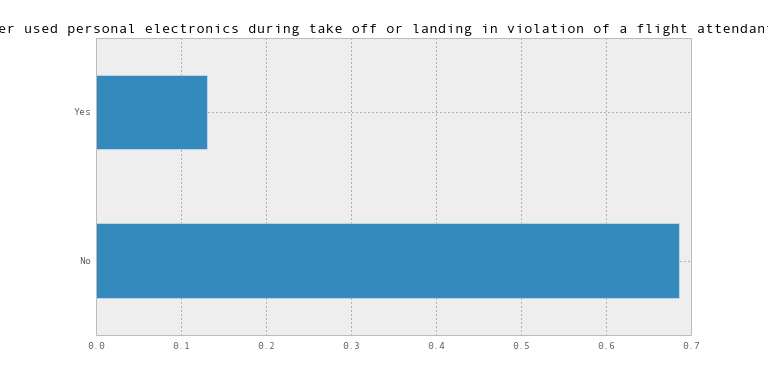 er used personal electronics during take off or landing in violation of a flight attendant
Yes
No
0.0 0.1 0.2 0.3 0.4 0.5 0.6 0.7